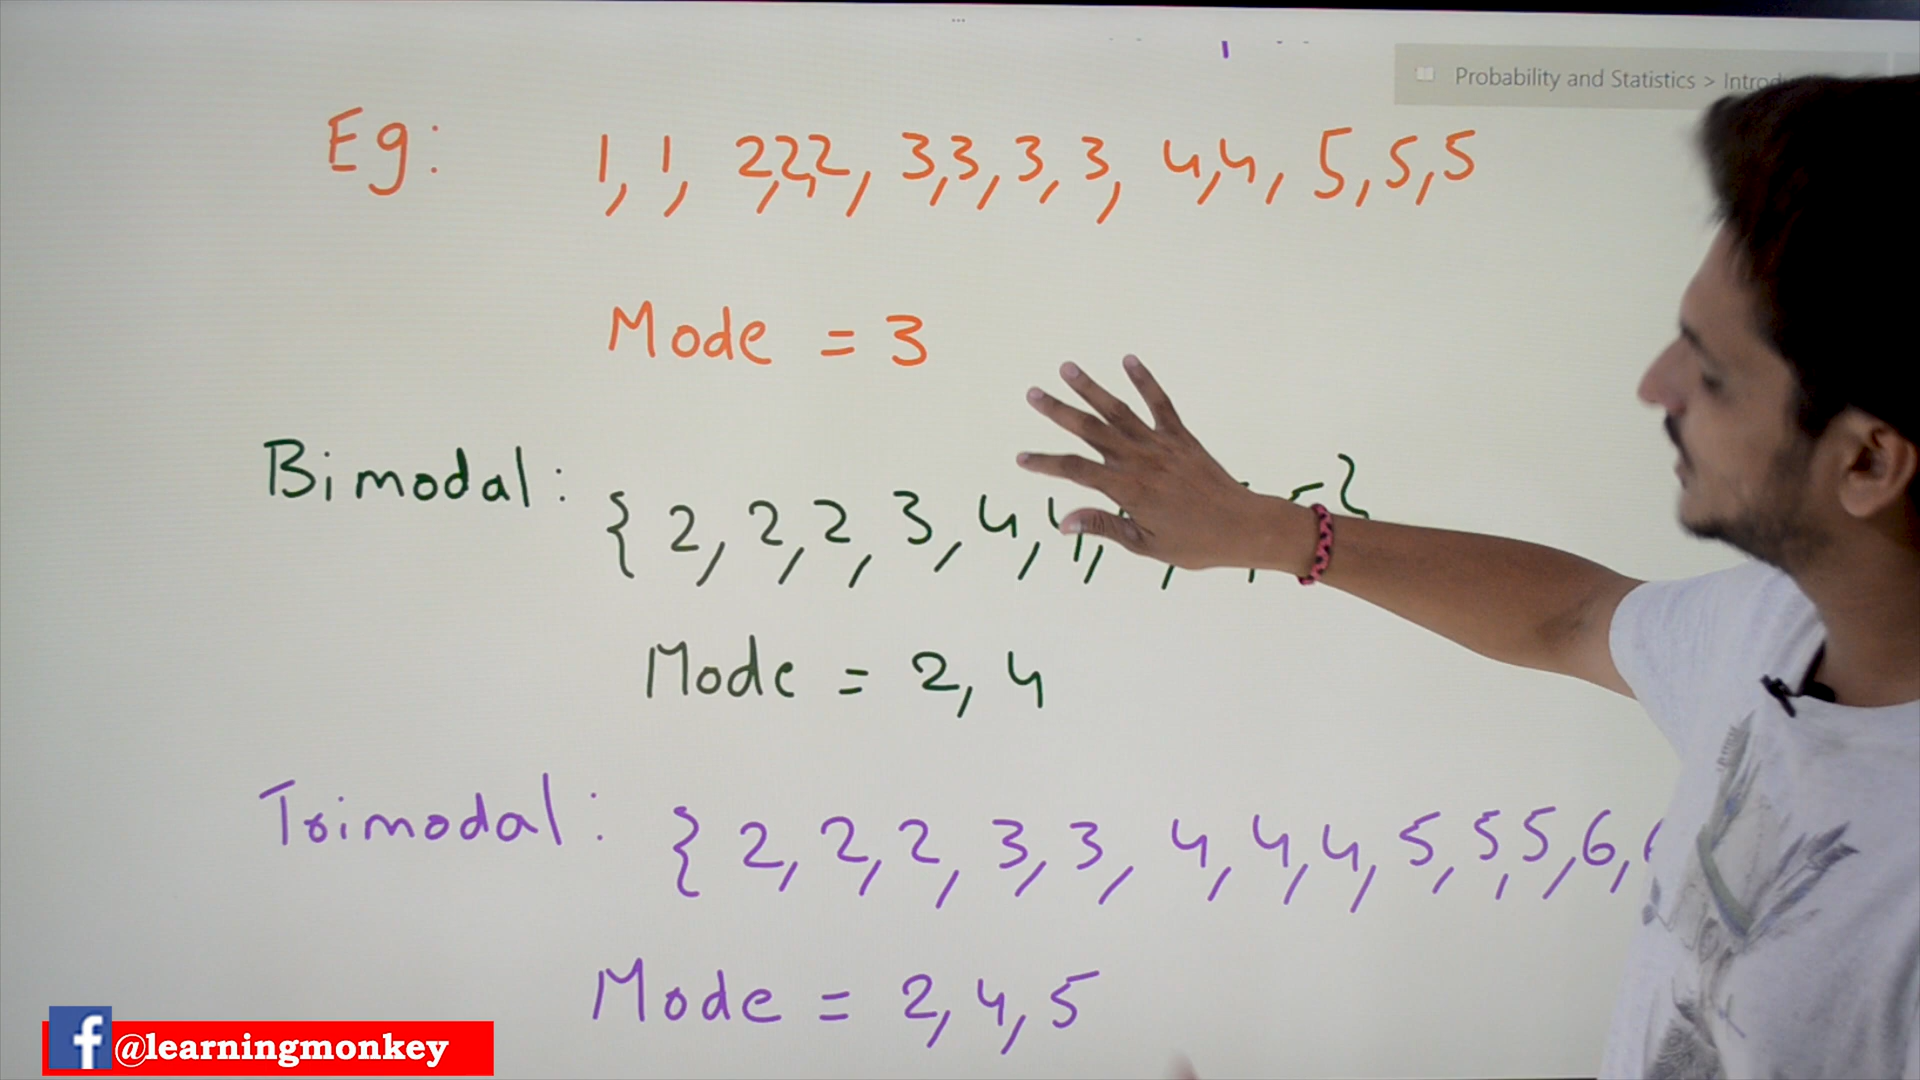 Probability and Statistics > Introd
Eg: 1, 1, 2,2,2, 3,3,3,3, 4,4, 5,5,5
Mode = 3
Bimodal: { 2, 2, 2, 3, 4, 4, }
Mode = 2, 4
Trimodal: { 2, 2, 2, 3, 3, 4, 4, 4, 5, 5, 5, 6,
Mode = 2, 4, 5
f @learningmonkey